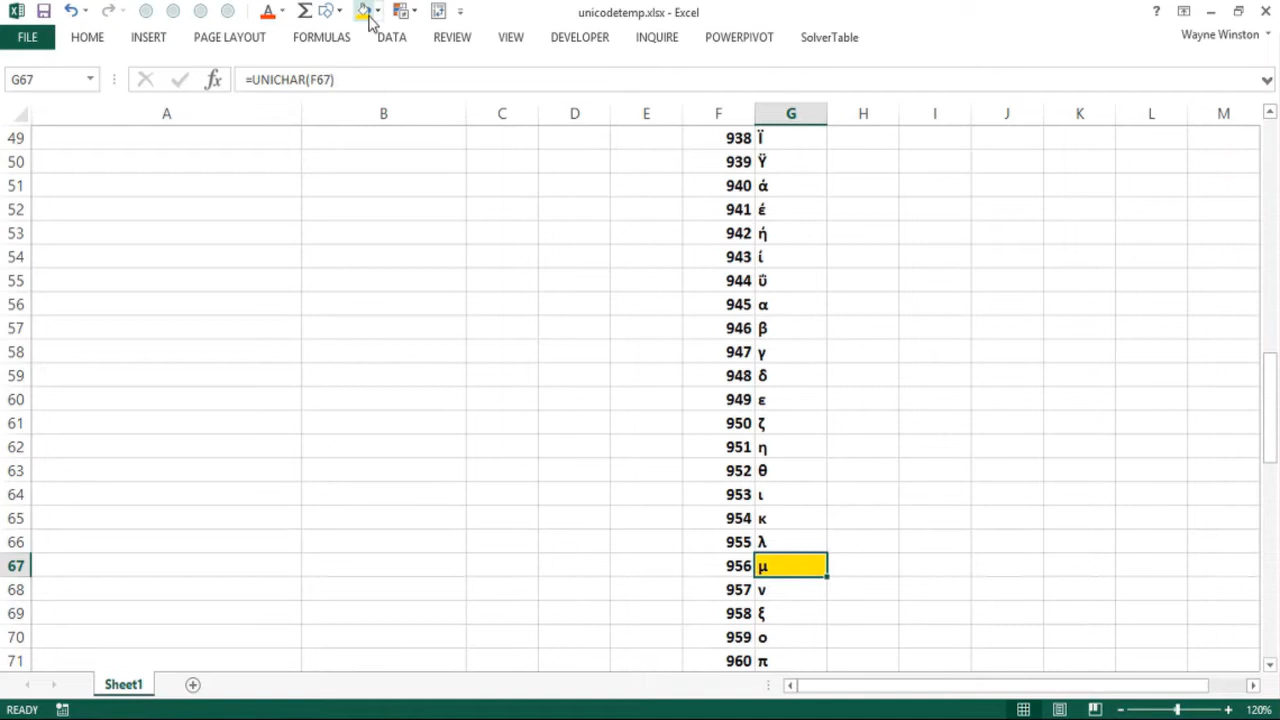 unicodetemp.xlsx - Excel
?
FILE HOME INSERT PAGE LAYOUT FORMULAS DATA REVIEW VIEW DEVELOPER INQUIRE POWERPIVOT SolverTable Wayne Winston
G67 fx =UNICHAR(F67)
A B C D E F G H I J K L M
49 938 Ϊ
50 939 Ϋ
51 940 ά
52 941 έ
53 942 ή
54 943 ί
55 944 ΰ
56 945 α
57 946 β
58 947 γ
59 948 δ
60 949 ε
61 950 ζ
62 951 η
63 952 θ
64 953 ι
65 954 κ
66 955 λ
67 956 μ
68 957 ν
69 958 ξ
70 959 ο
71 960 π
Sheet1
READY 120%